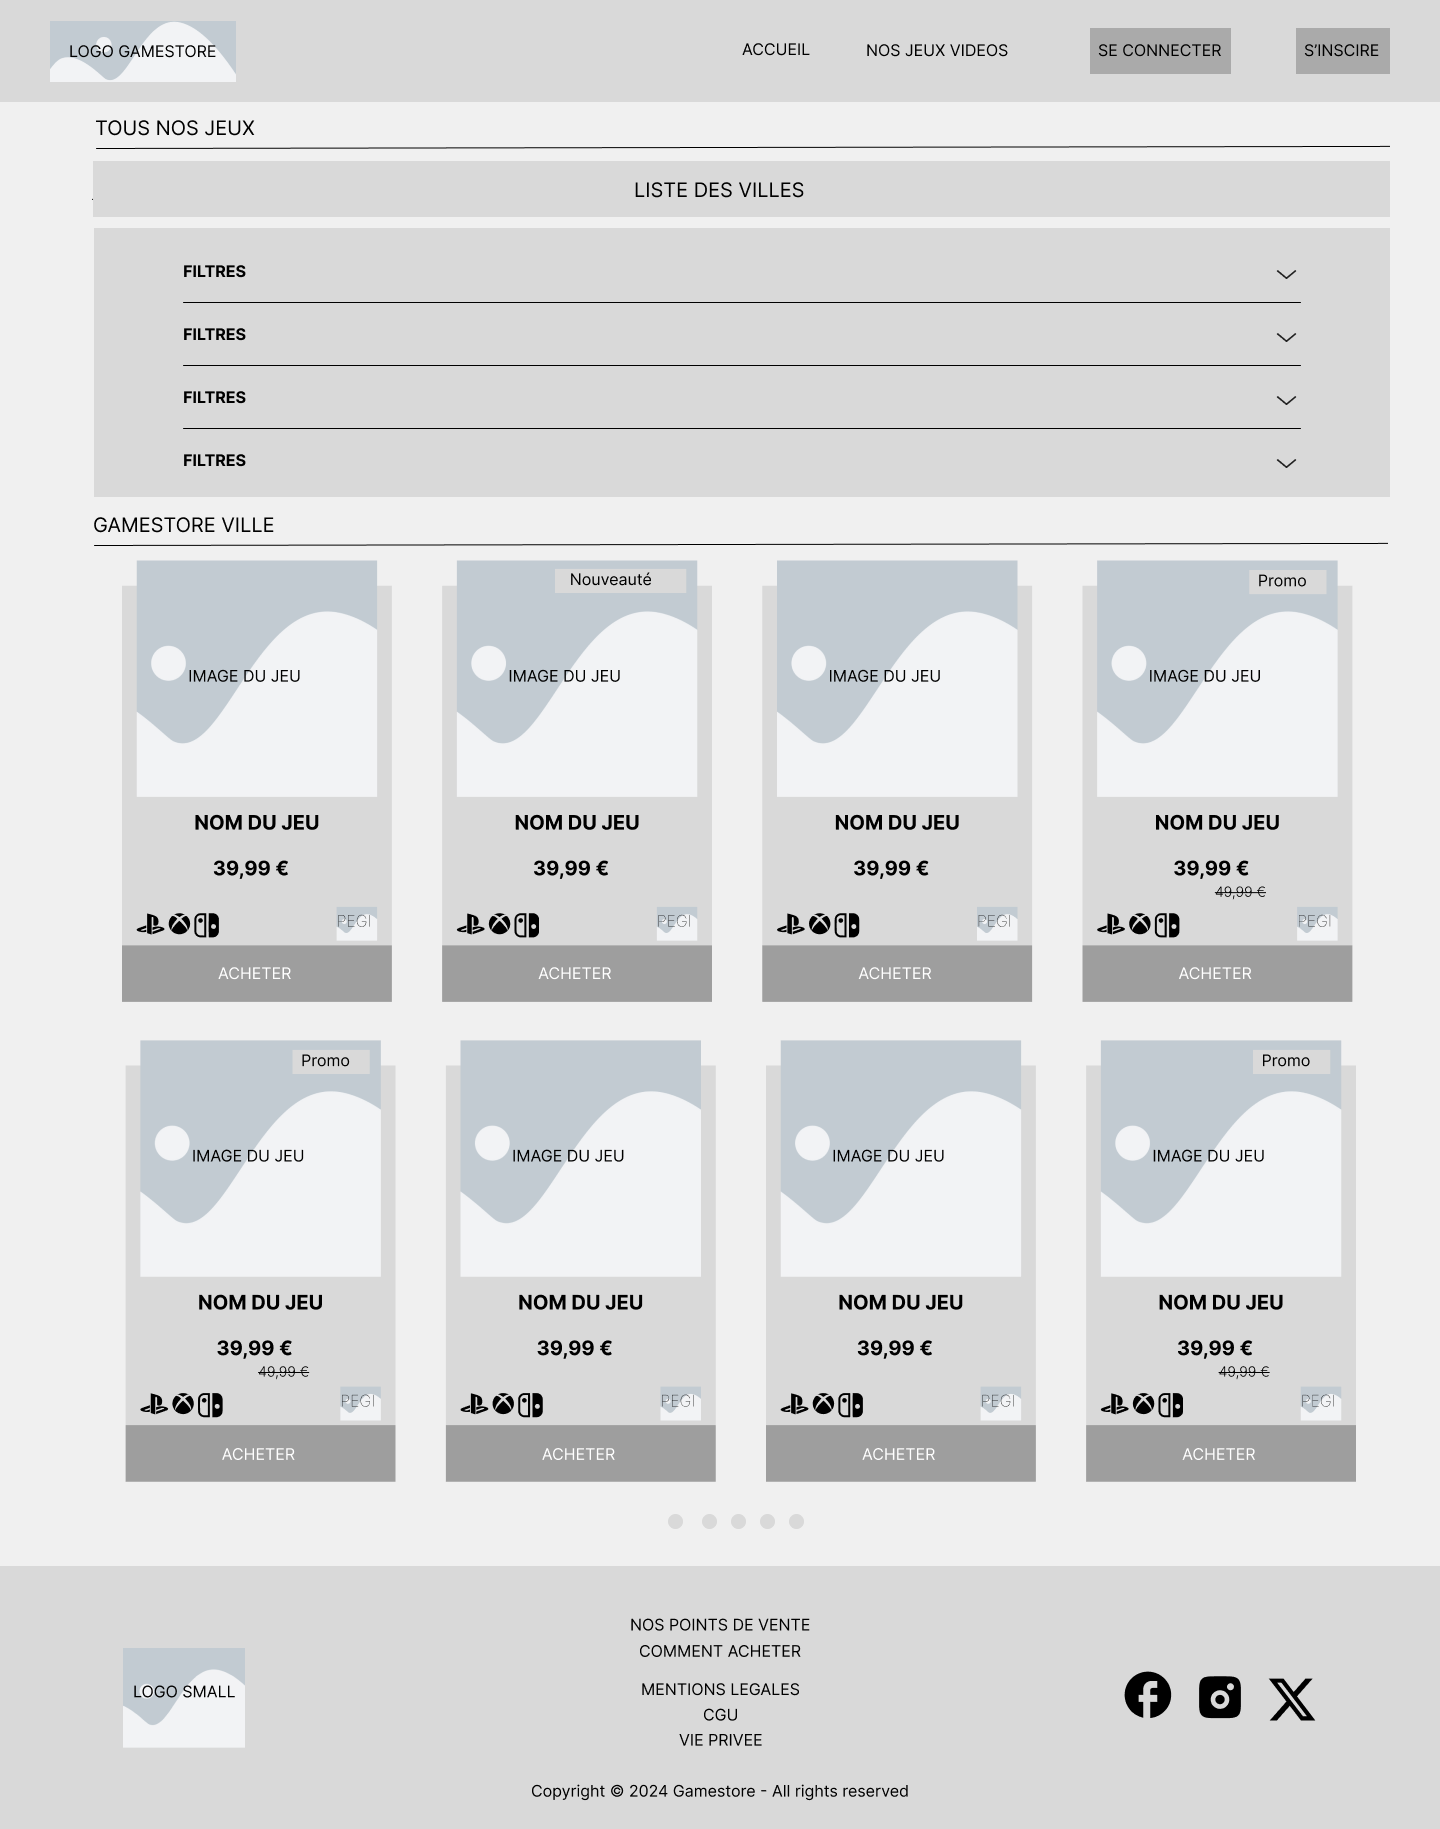 LOGO GAMESTORE
ACCUEIL
NOS JEUX VIDEOS
SE CONNECTER
S'INSCIRE
TOUS NOS JEUX
LISTE DES VILLES
FILTRES
FILTRES
FILTRES
FILTRES
GAMESTORE VILLE
IMAGE DU JEU
NOM DU JEU
39,99 €
PEGI
ACHETER
Nouveauté
IMAGE DU JEU
NOM DU JEU
39,99 €
PEGI
ACHETER
IMAGE DU JEU
NOM DU JEU
39,99 €
PEGI
ACHETER
Promo
IMAGE DU JEU
NOM DU JEU
39,99 €
49,99 €
PEGI
ACHETER
Promo
IMAGE DU JEU
NOM DU JEU
39,99 €
49,99 €
PEGI
ACHETER
IMAGE DU JEU
NOM DU JEU
39,99 €
PEGI
ACHETER
IMAGE DU JEU
NOM DU JEU
39,99 €
PEGI
ACHETER
Promo
IMAGE DU JEU
NOM DU JEU
39,99 €
49,99 €
PEGI
ACHETER
LOGO SMALL
NOS POINTS DE VENTE
COMMENT ACHETER
MENTIONS LEGALES
CGU
VIE PRIVEE
Copyright © 2024 Gamestore - All rights reserved